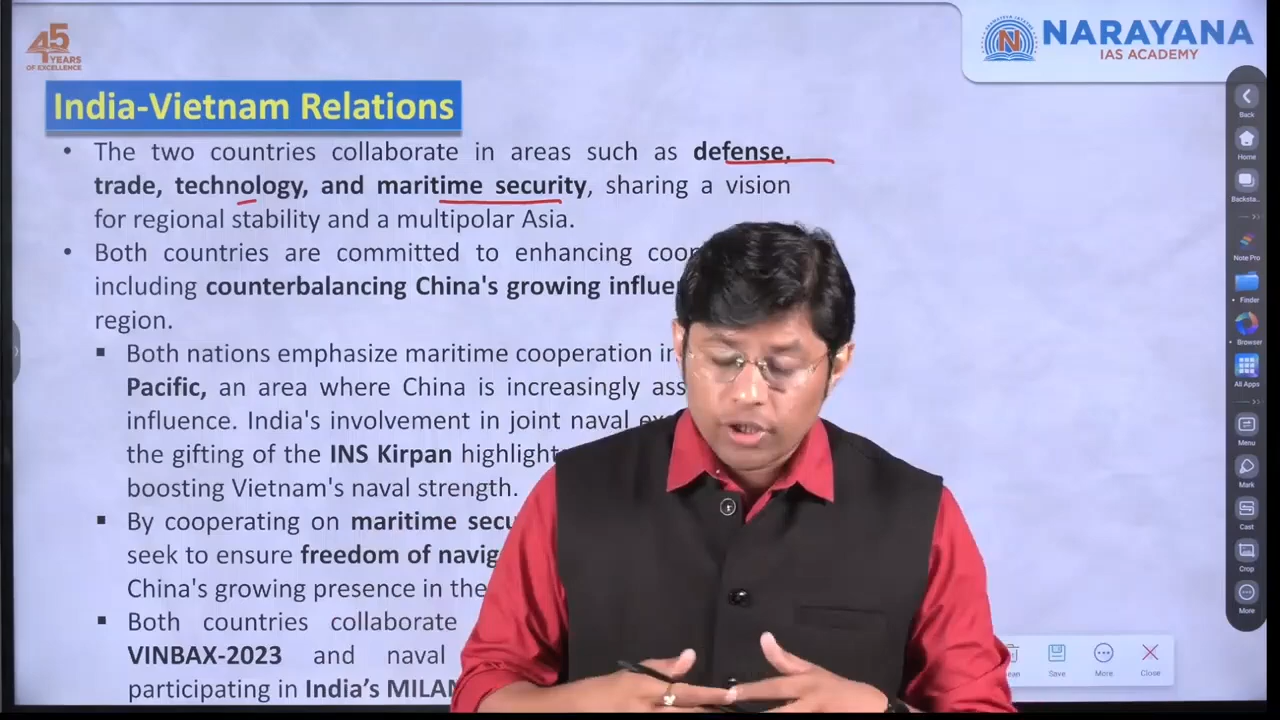 45
YEARS
OF EXCELLENCE
NARAYANA
IAS ACADEMY
N
India-Vietnam Relations
• The two countries collaborate in areas such as defense,
trade, technology, and maritime security, sharing a vision
for regional stability and a multipolar Asia.
• Both countries are committed to enhancing coo
including counterbalancing China's growing influe
region.
▪ Both nations emphasize maritime cooperation in
Pacific, an area where China is increasingly ass
influence. India's involvement in joint naval ex
the gifting of the INS Kirpan highlight
boosting Vietnam's naval strength.
▪ By cooperating on maritime secu
seek to ensure freedom of navig
China's growing presence in the
▪ Both countries collaborate
VINBAX-2023 and naval
participating in India's MILAN
Back
Home
Backsta..
Note Pro
Finder
Browser
All Apps
Menu
Mark
Cast
Crop
More
ean
Save
More
Close